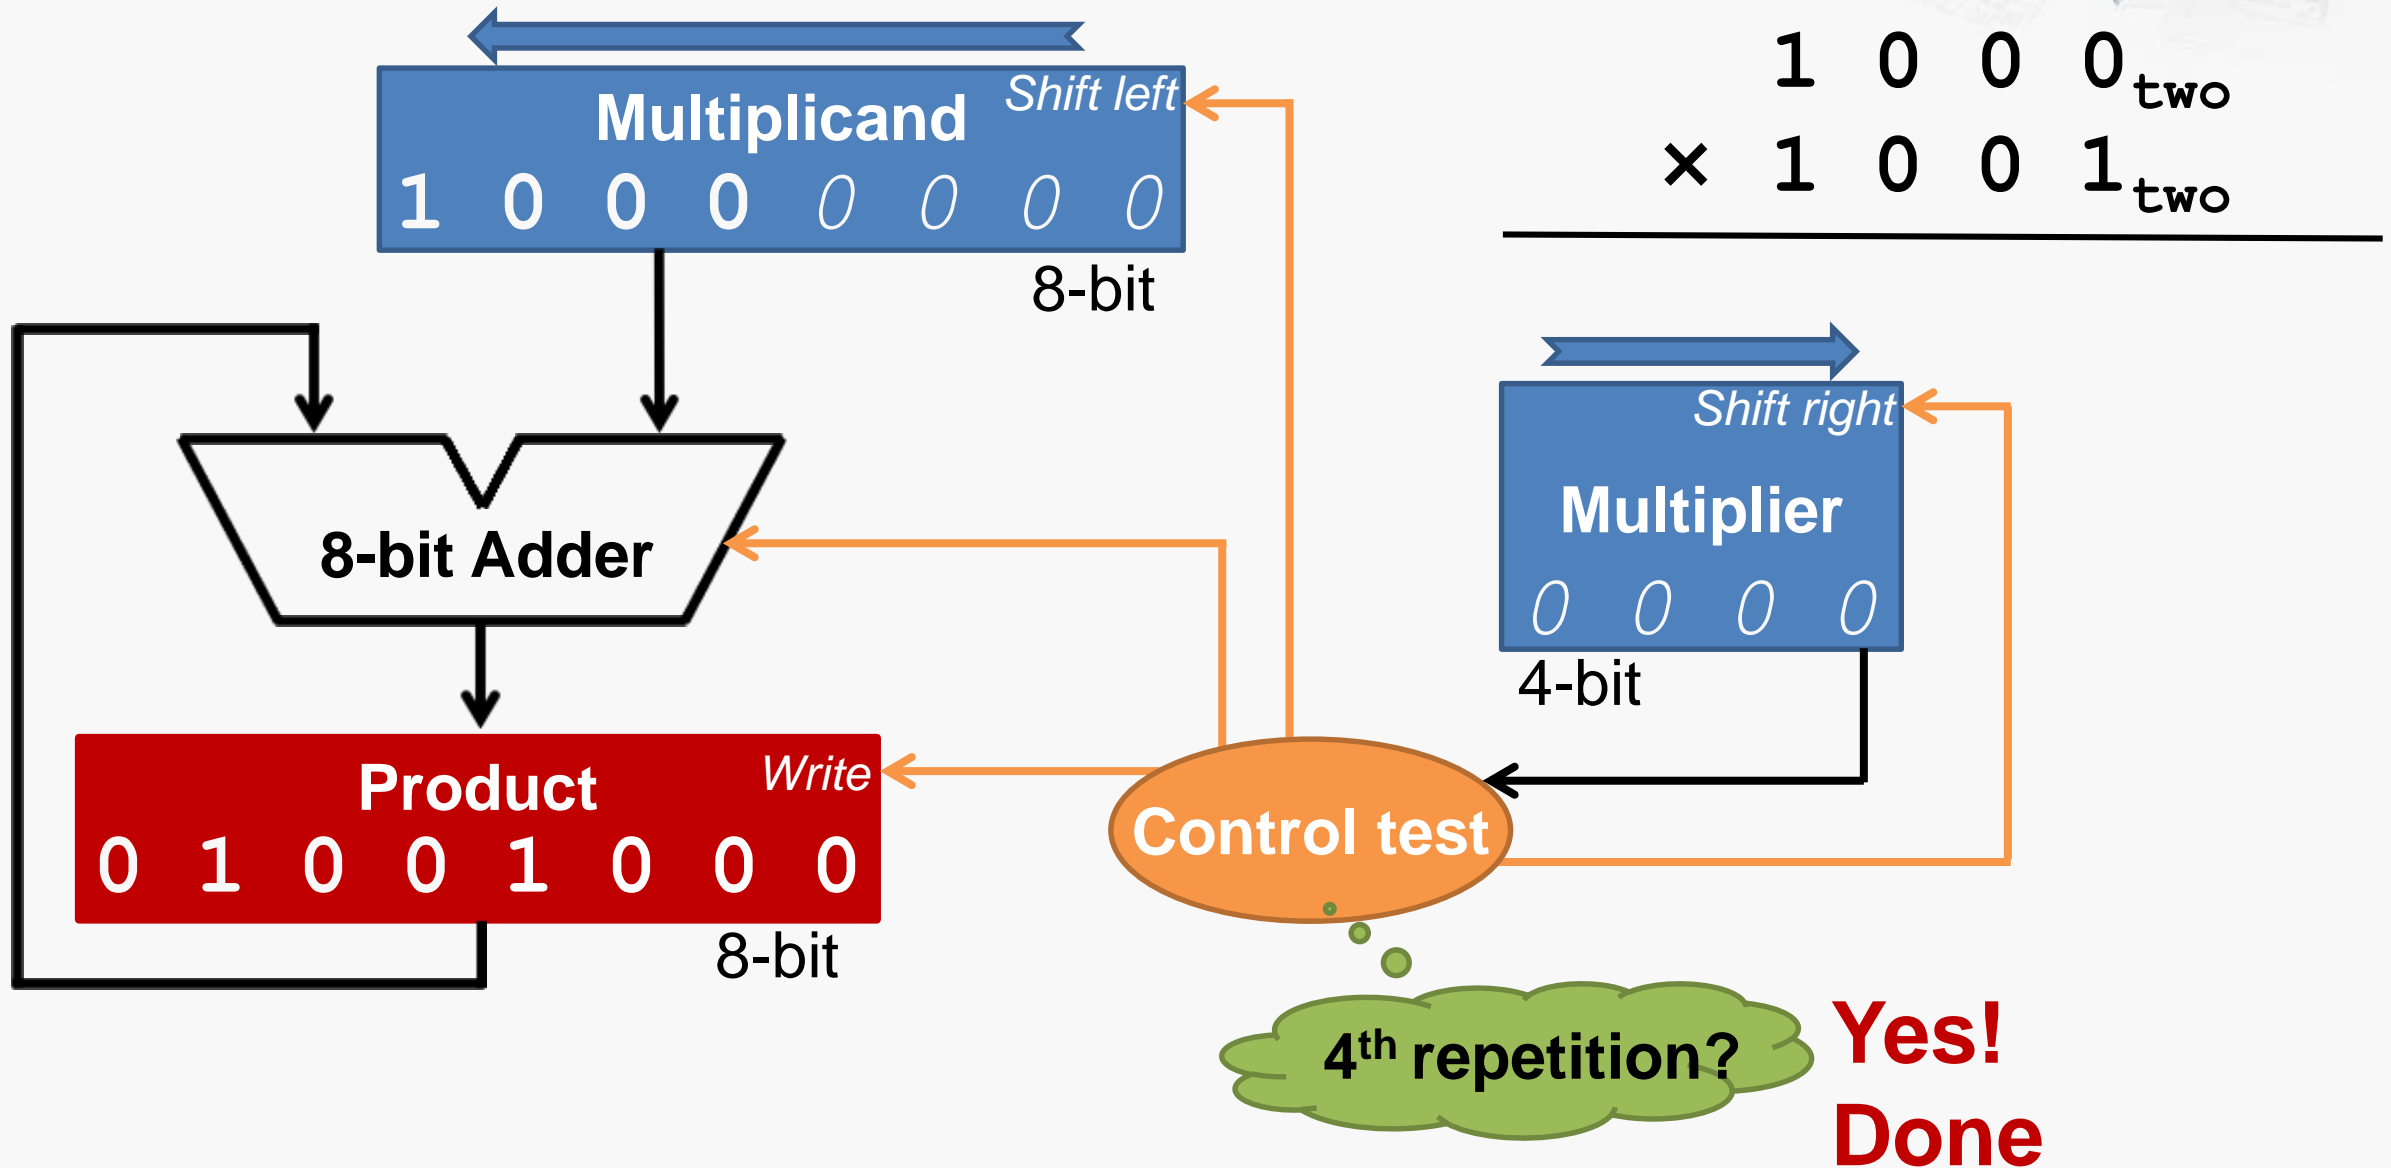 Shift left
Multiplicand
1 0 0 0 0 0 0 0
8-bit
1 0 0 0two
× 1 0 0 1two
Shift right
Multiplier
0 0 0 0
4-bit
8-bit Adder
Product
Write
0 1 0 0 1 0 0 0
8-bit
Control test
4th repetition?
Yes!
Done